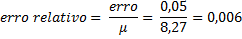 erro relativo = erro / μ = 0,05 / 8,27 = 0,006